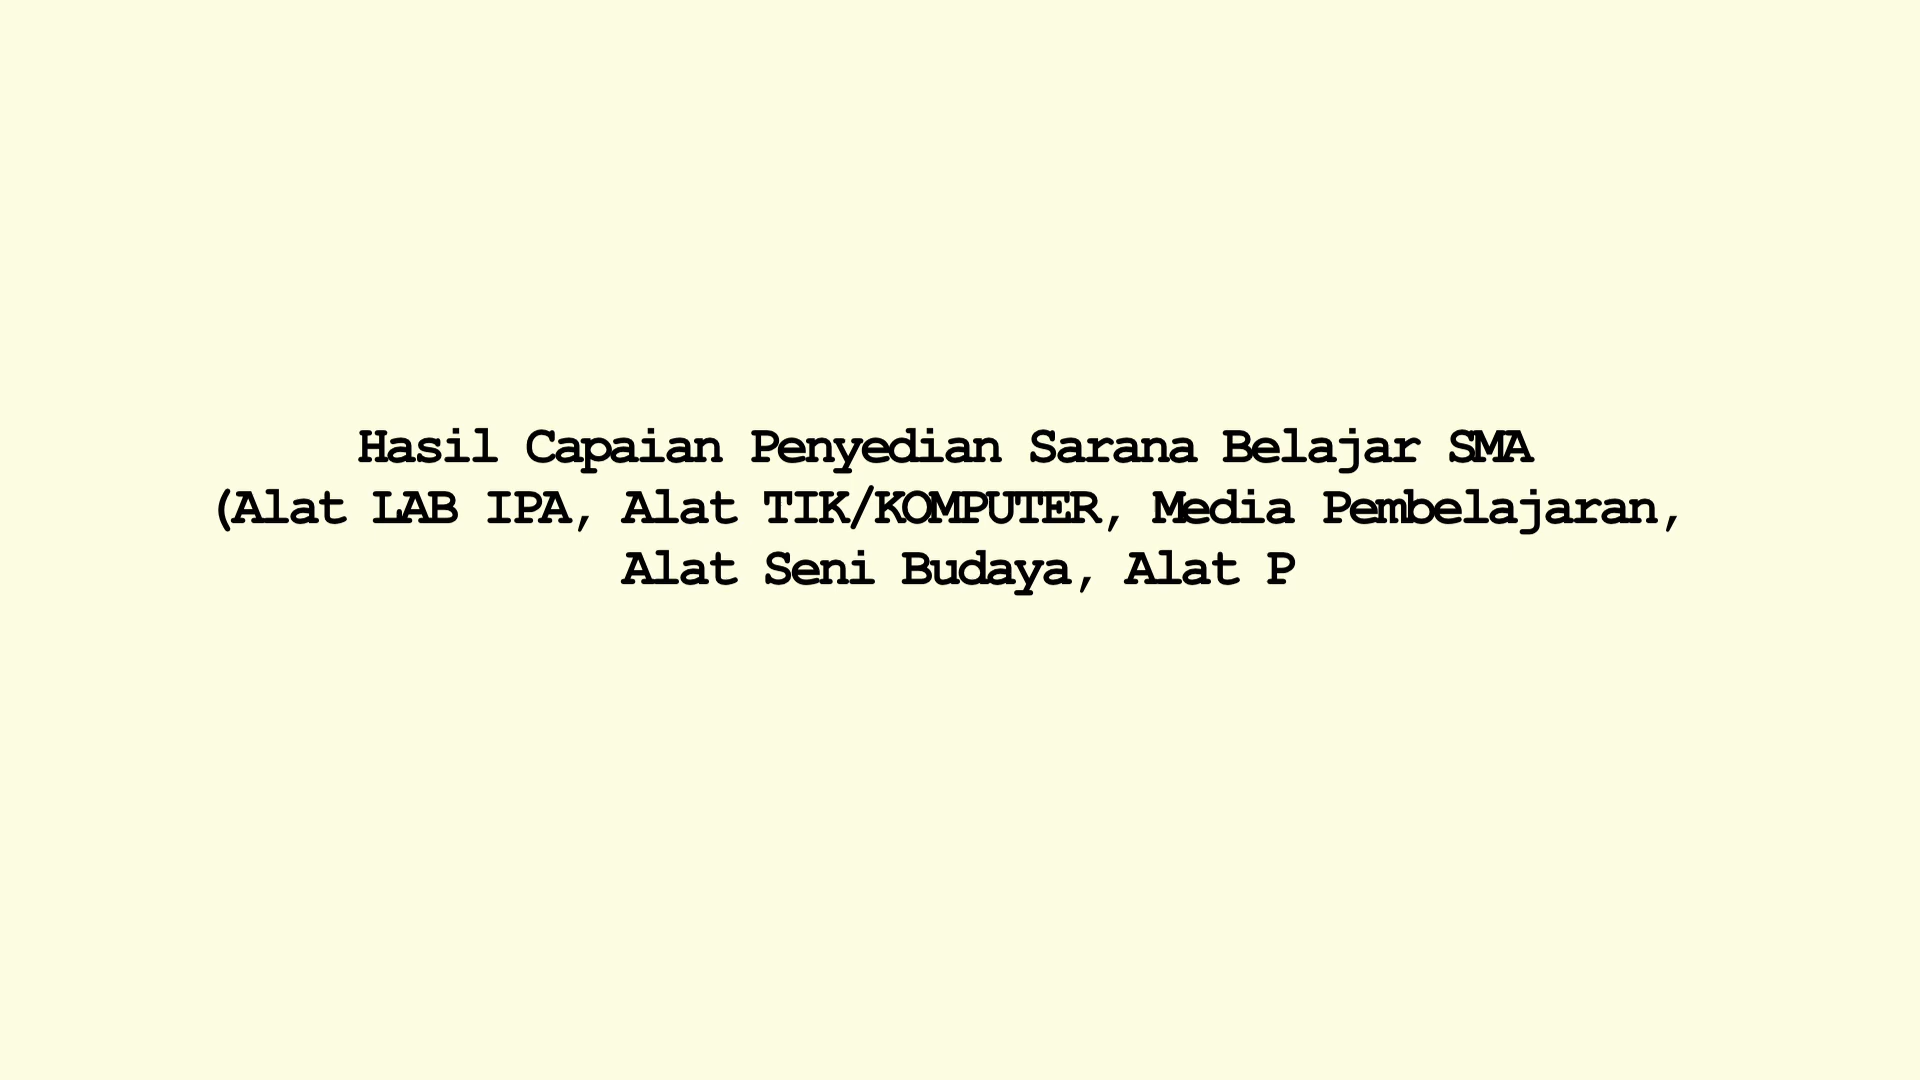 Hasil Capaian Penyedian Sarana Belajar SMA
(Alat LAB IPA, Alat TIK/KOMPUTER, Media Pembelajaran,
Alat Seni Budaya, Alat P